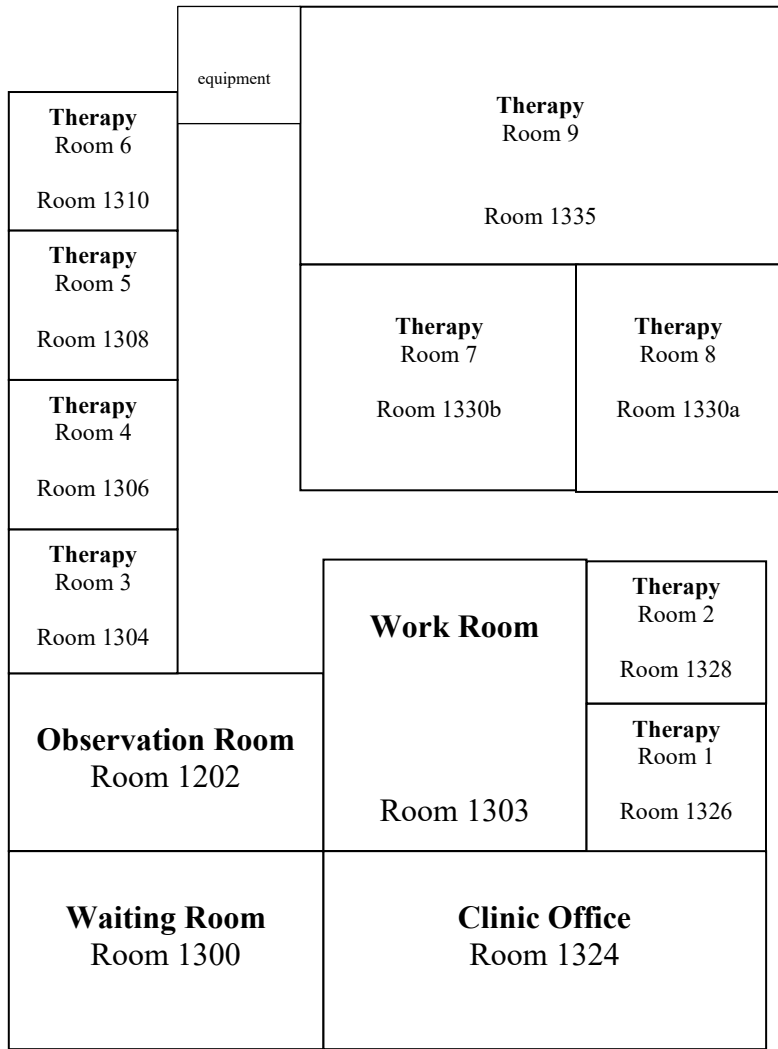 equipment
Therapy
Room 9
Room 1335
Therapy
Room 6
Room 1310
Therapy
Room 5
Room 1308
Therapy
Room 7
Room 1330b
Therapy
Room 8
Room 1330a
Therapy
Room 4
Room 1306
Therapy
Room 3
Room 1304
Work Room
Room 1303
Therapy
Room 2
Room 1328
Observation Room
Room 1202
Therapy
Room 1
Room 1326
Waiting Room
Room 1300
Clinic Office
Room 1324